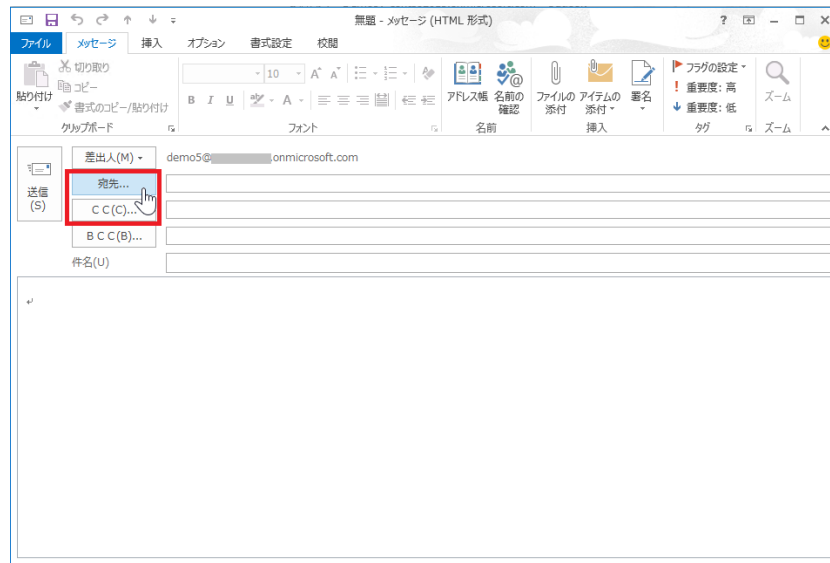 無題 - メッセージ (HTML 形式)
ファイル メッセージ 挿入 オプション 書式設定 校閲
貼り付け
切り取り
コピー
書式のコピー/貼り付け
クリップボード
10
B I U
フォント
アドレス帳 名前の確認
名前
ファイルの添付 アイテムの添付 署名
挿入
フラグの設定
重要度: 高
重要度: 低
タグ
ズーム
ズーム
送信(S)
差出人(M) demo5@ .onmicrosoft.com
宛先...
C C(C)...
B C C(B)...
件名(U)